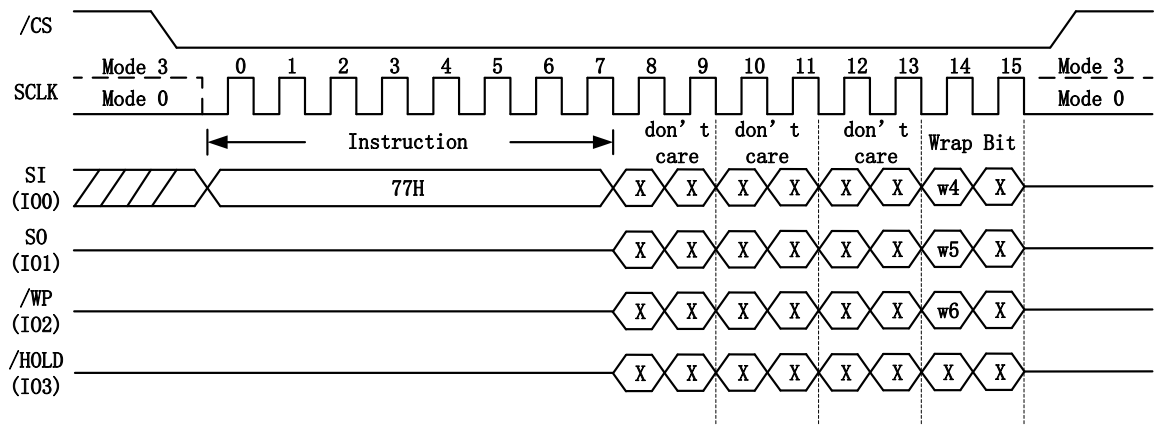 /CS
Mode 3 0 1 2 3 4 5 6 7 8 9 10 11 12 13 14 15 Mode 3
SCLK
Mode 0 Mode 0
Instruction don't care don't care don't care Wrap Bit
SI
(IO0) 77H X X X X X X w4 X
SO
(IO1) X X X X X X w5 X
/WP
(IO2) X X X X X X w6 X
/HOLD
(IO3) X X X X X X X X